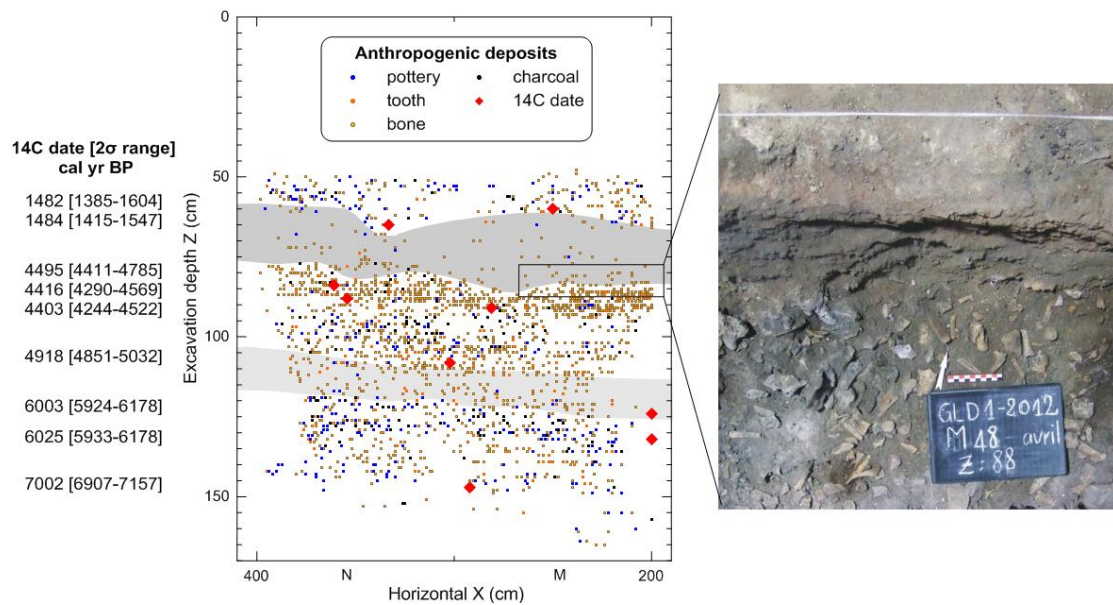 0
Anthropogenic deposits
pottery
charcoal
tooth
14C date
bone
14C date [2σ range]
cal yr BP
50
1482 [1385-1604]
1484 [1415-1547]
4495 [4411-4785]
4416 [4290-4569]
4403 [4244-4522]
100
4918 [4851-5032]
6003 [5924-6178]
6025 [5933-6178]
7002 [6907-7157]
150
Excavation depth Z (cm)
400
N
M
200
Horizontal X (cm)
GLD1-2012
M 48 - avril
Z: 88